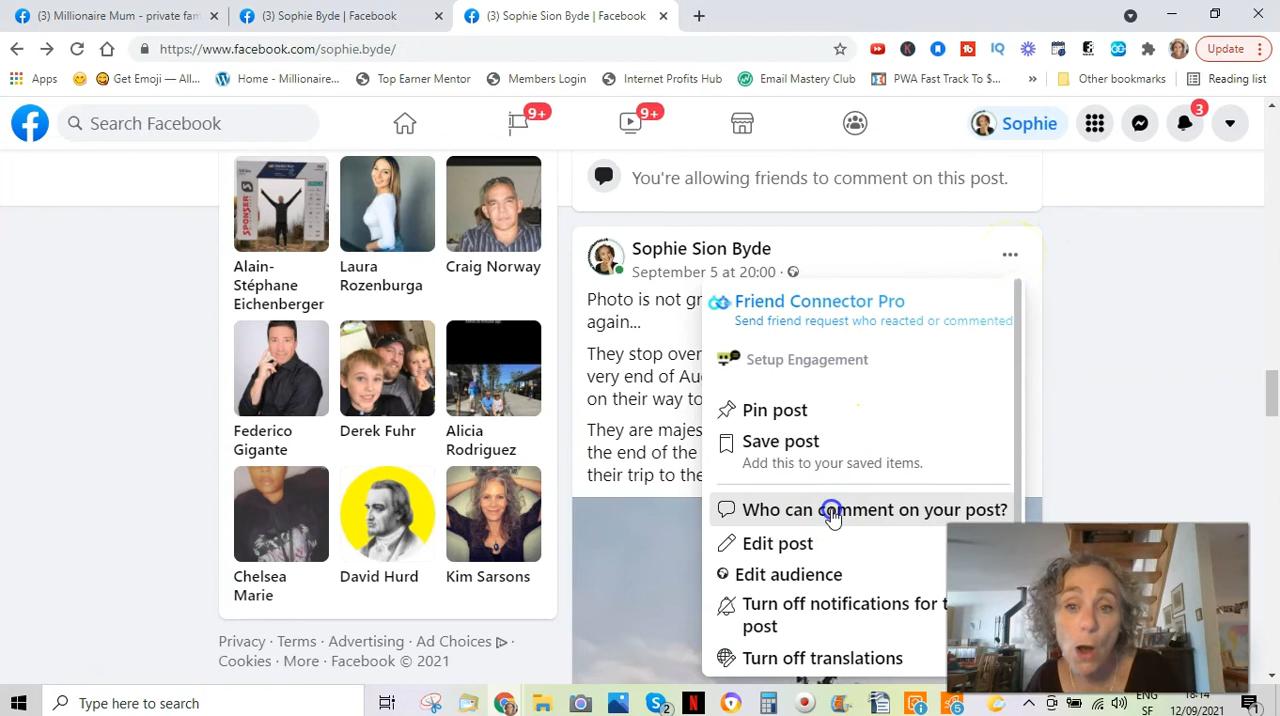 (3) Millionaire Mum - private fam
(3) Sophie Byde | Facebook
(3) Sophie Sion Byde | Facebook
https://www.facebook.com/sophie.byde/
Update
Apps
Get Emoji — All...
Home - Millionaire...
Top Earner Mentor
Members Login
Internet Profits Hub
Email Mastery Club
PWA Fast Track To $...
»
Other bookmarks
Reading list
Search Facebook
9+
9+
Sophie
3
You're allowing friends to comment on this post.
Alain-
Stéphane
Eichenberger
Laura
Rozenburga
Craig Norway
Federico
Gigante
Derek Fuhr
Alicia
Rodriguez
Chelsea
Marie
David Hurd
Kim Sarsons
Privacy · Terms · Advertising · Ad Choices ·
Cookies · More · Facebook © 2021
Sophie Sion Byde
September 5 at 20:00 ·
Photo is not gr
again...
They stop over
very end of Au
on their way to
They are majes
the end of the
their trip to the
Friend Connector Pro
Send friend request who reacted or commented
Setup Engagement
Pin post
Save post
Add this to your saved items.
Who can comment on your post?
Edit post
Edit audience
Turn off notifications for t
post
Turn off translations
Type here to search
ENG
SF
18:14
12/09/2021